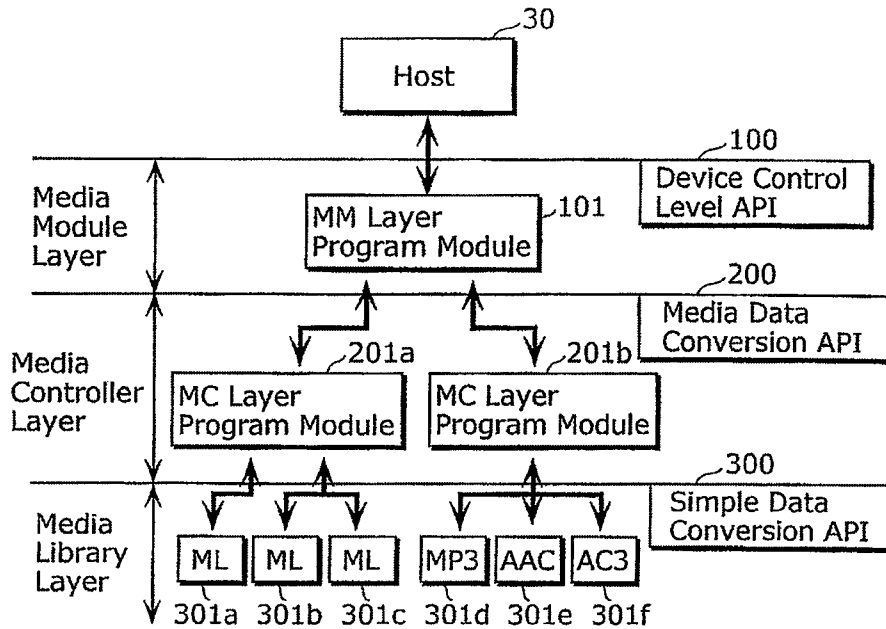 30
Host
100
Device Control
Level API
Media
Module
Layer
MM Layer
Program Module
101
200
Media Data
Conversion API
Media
Controller
Layer
201a
MC Layer
Program Module
201b
MC Layer
Program Module
300
Simple Data
Conversion API
Media
Library
Layer
ML
ML
ML
MP3
AAC
AC3
301a
301b
301c
301d
301e
301f